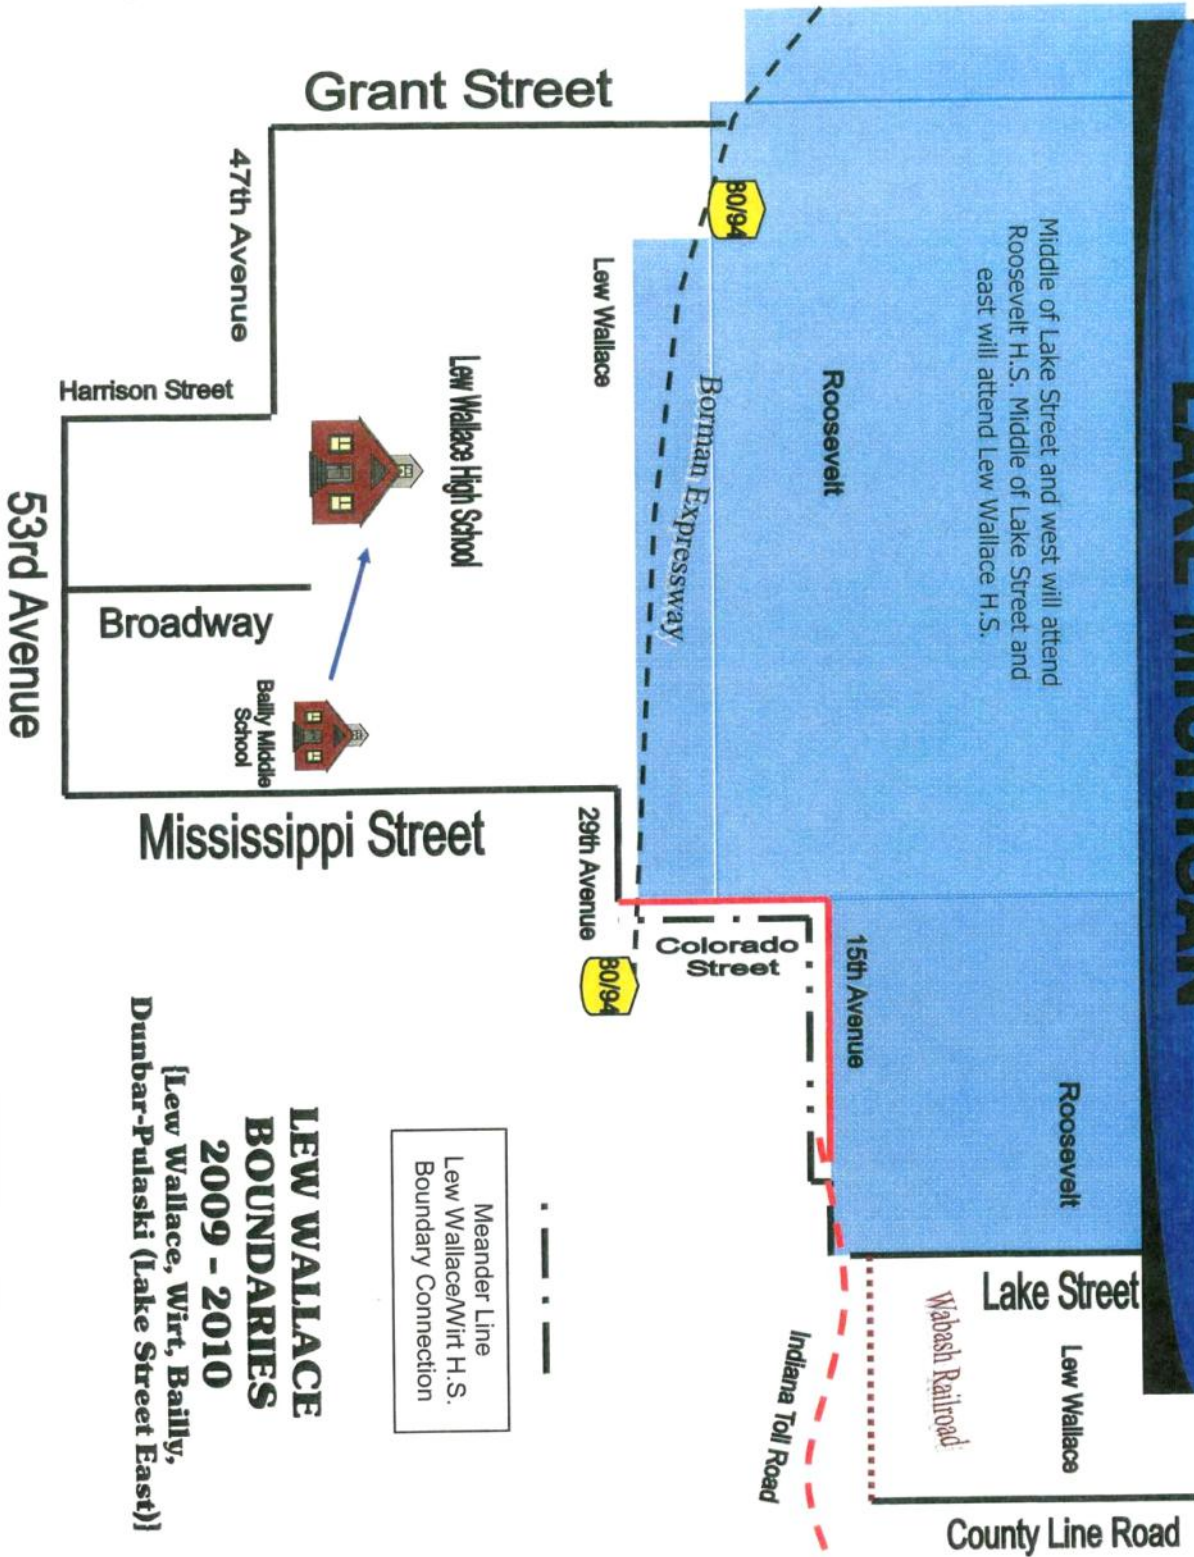 LAKE MICHIGAN
Middle of Lake Street and west will attend
Roosevelt H.S. Middle of Lake Street and
east will attend Lew Wallace H.S.
Roosevelt
Roosevelt
Lake Street
Lew Wallace
Wabash Railroad
County Line Road
15th Avenue
Indiana Toll Road
Grant Street
80/94
Borman Expressway
Lew Wallace
Colorado
Street
29th Avenue
80/94
Lew Wallace High School
47th Avenue
Harrison Street
Broadway
Bailly Middle
School
Mississippi Street
53rd Avenue
Meander Line
Lew Wallace/Wirt H.S.
Boundary Connection
LEW WALLACE
BOUNDARIES
2009 - 2010
{Lew Wallace, Wirt, Bailly,
Dunbar-Pulaski (Lake Street East)}